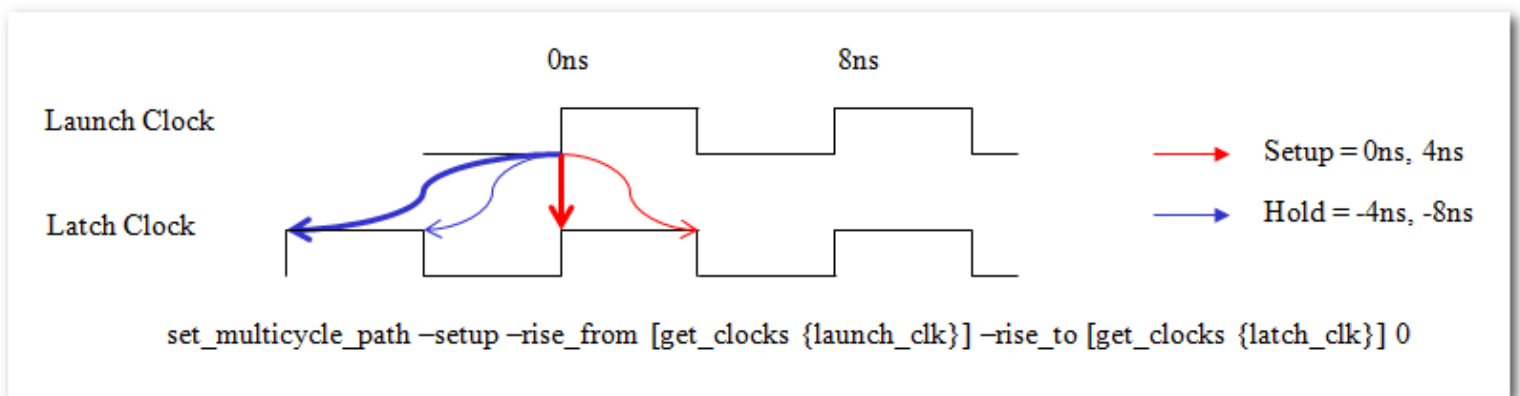 0ns 8ns
Launch Clock
Setup = 0ns, 4ns
Hold = -4ns, -8ns
Latch Clock
set_multicycle_path –setup –rise_from [get_clocks {launch_clk}] –rise_to [get_clocks {latch_clk}] 0